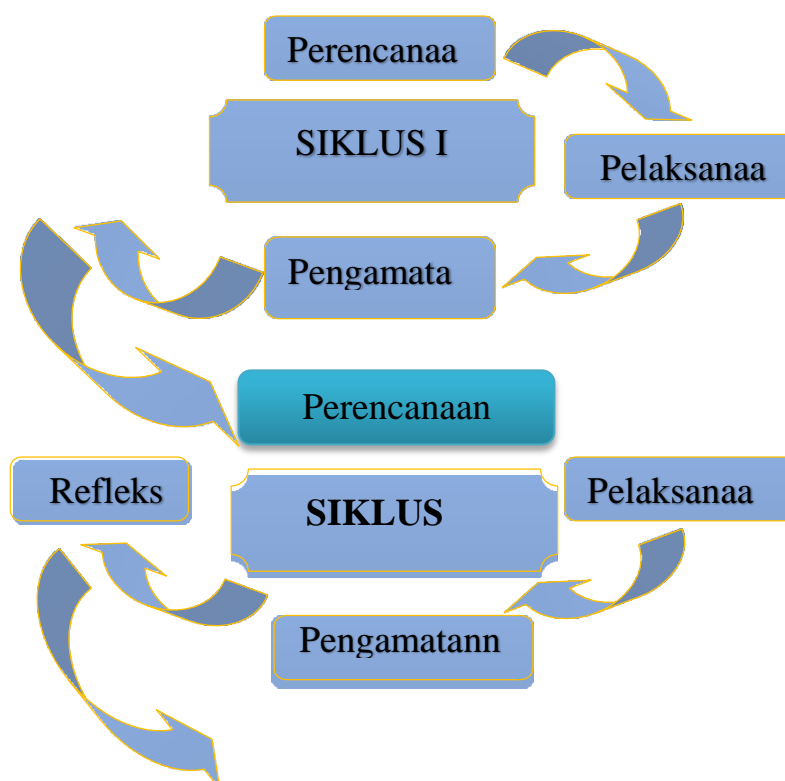 Perencanaa
SIKLUS I
Pelaksanaa
Pengamata
Perencanaan
Refleks
SIKLUS
Pelaksanaa
Pengamatann